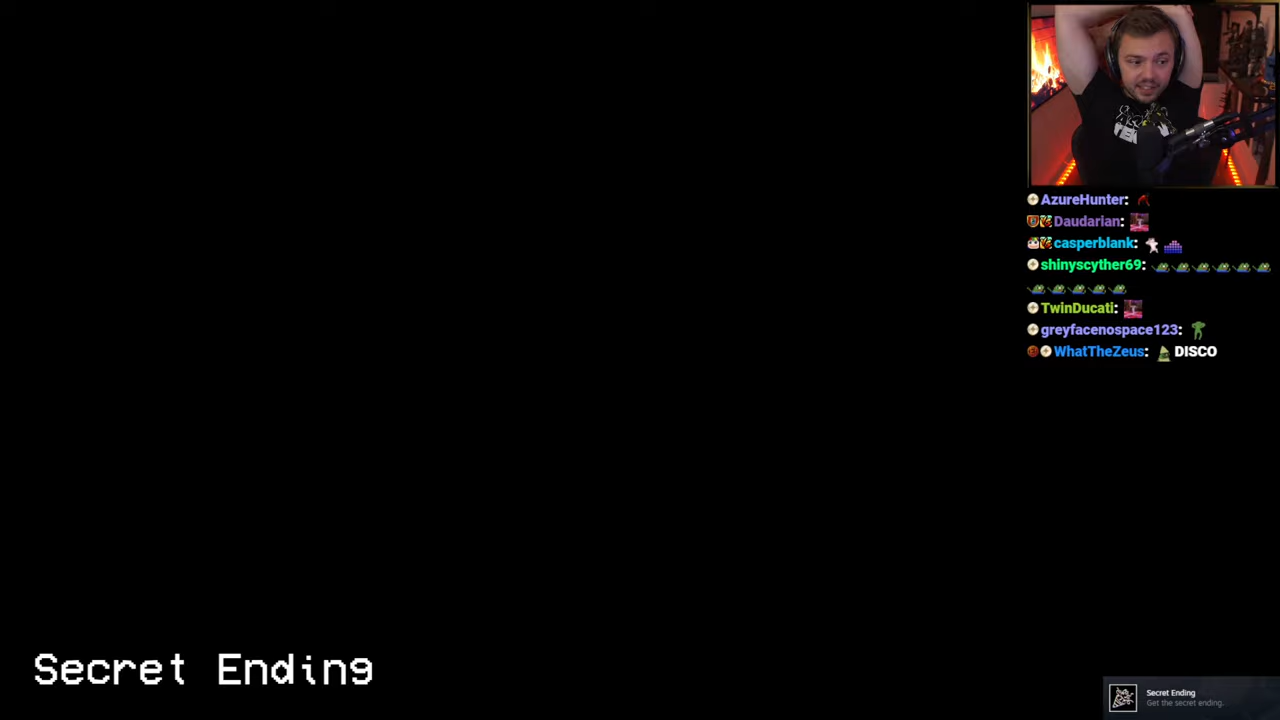 AzureHunter:
Daudarian:
casperblank:
shinyscyther69:
TwinDucati:
greyfacenospace123:
WhatTheZeus: DISCO
Secret Ending
Secret Ending
Get the secret ending.